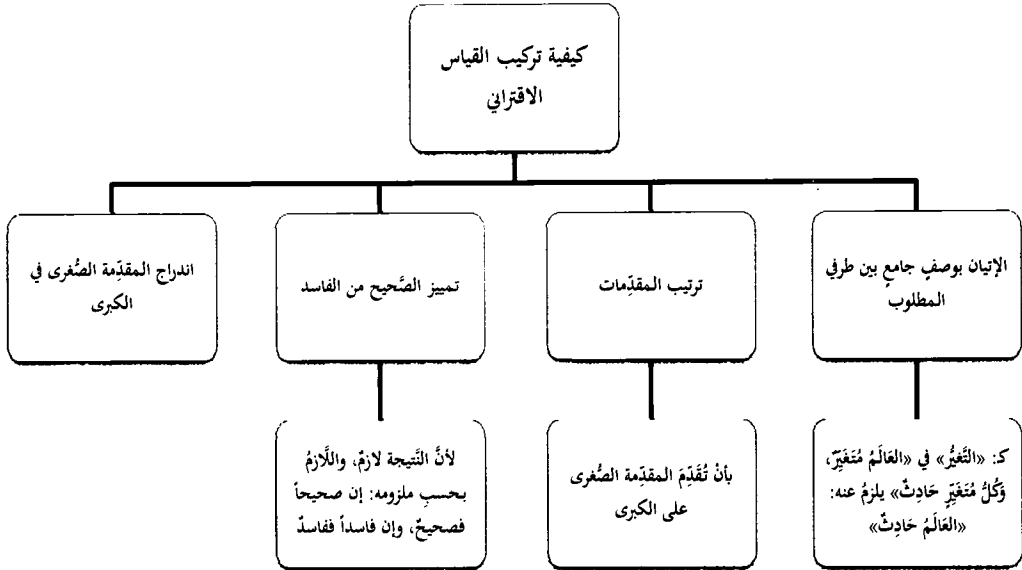 كيفية تركيب القياس
الاقتراني
الإتيان بوصفٍ جامعٍ بين طرفي
المطلوب
ترتيب المقدِّمات
تمييز الصَّحيح من الفاسد
اندراج المقدِّمة الصُّغرى في
الكبرى
كـ: «التَّغيُّر» في «العَالَمُ مُتَغَيِّرٌ،
وَكُلُّ مُتَغَيِّرٍ حَادِثٌ» يلزمُ عنه:
«العَالَمُ حَادِثٌ»
بأنْ تُقَدِّمَ المقدِّمة الصُّغرى
على الكبرى
لأنَّ النَّتيجة لازمٌ، واللَّازمُ
بحسبِ ملزومه: إن صحيحاً
فصحيحٌ، وإن فاسداً ففاسدٌ